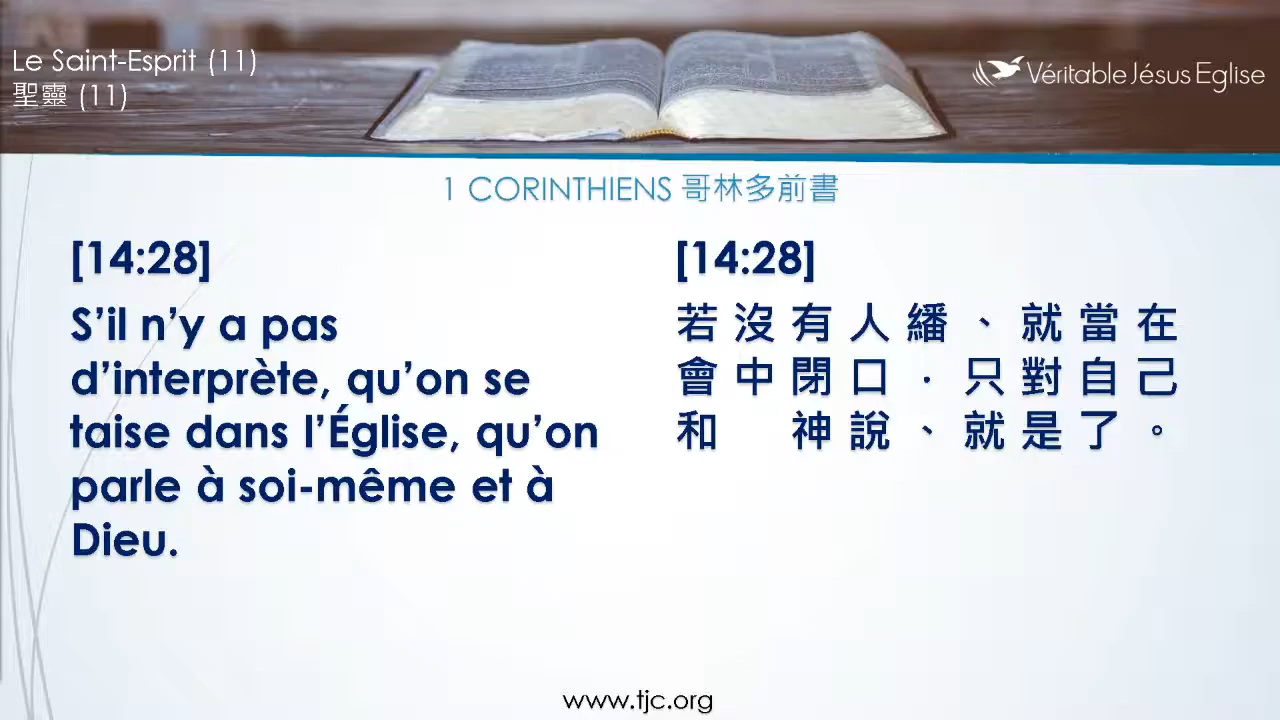 Le Saint-Esprit (11)
聖靈 (11)
Véritable Jésus Eglise
1 CORINTHIENS 哥林多前書
[14:28]
S’il n’y a pas
d’interprète, qu’on se
taise dans l’Église, qu’on
parle à soi-même et à
Dieu.
[14:28]
若沒有人繙、就當在
會中閉口．只對自己
和　神說、就是了。
www.tjc.org